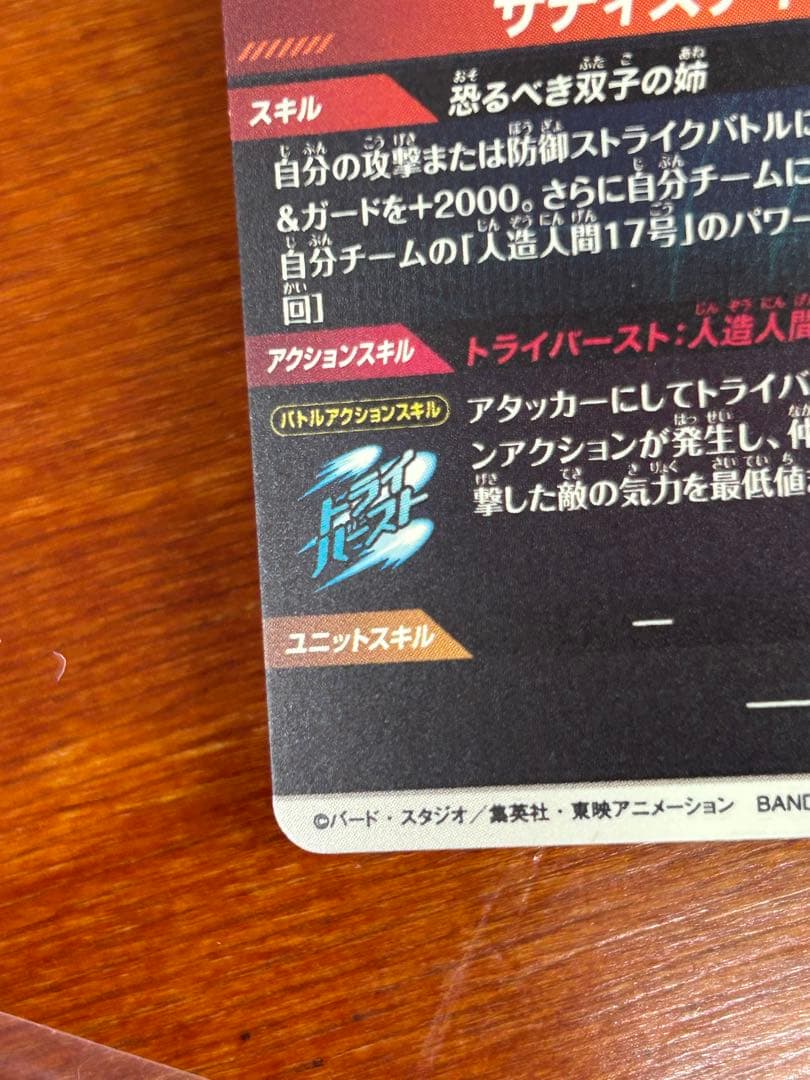 サディスティ
スキル
恐るべき双子の姉
自分の攻撃または防御ストライクバトルに
&ガードを+2000。さらに自分チームに
自分チームの「人造人間17号」のパワー
回]
アクションスキル
トライバースト:人造人間
バトルアクションスキル
アタッカーにしてトライバ
ンアクションが発生し、仲
撃した敵の気力を最低値
トライ
バースト
ユニットスキル
—
—
©バード・スタジオ/集英社・東映アニメーション BAND